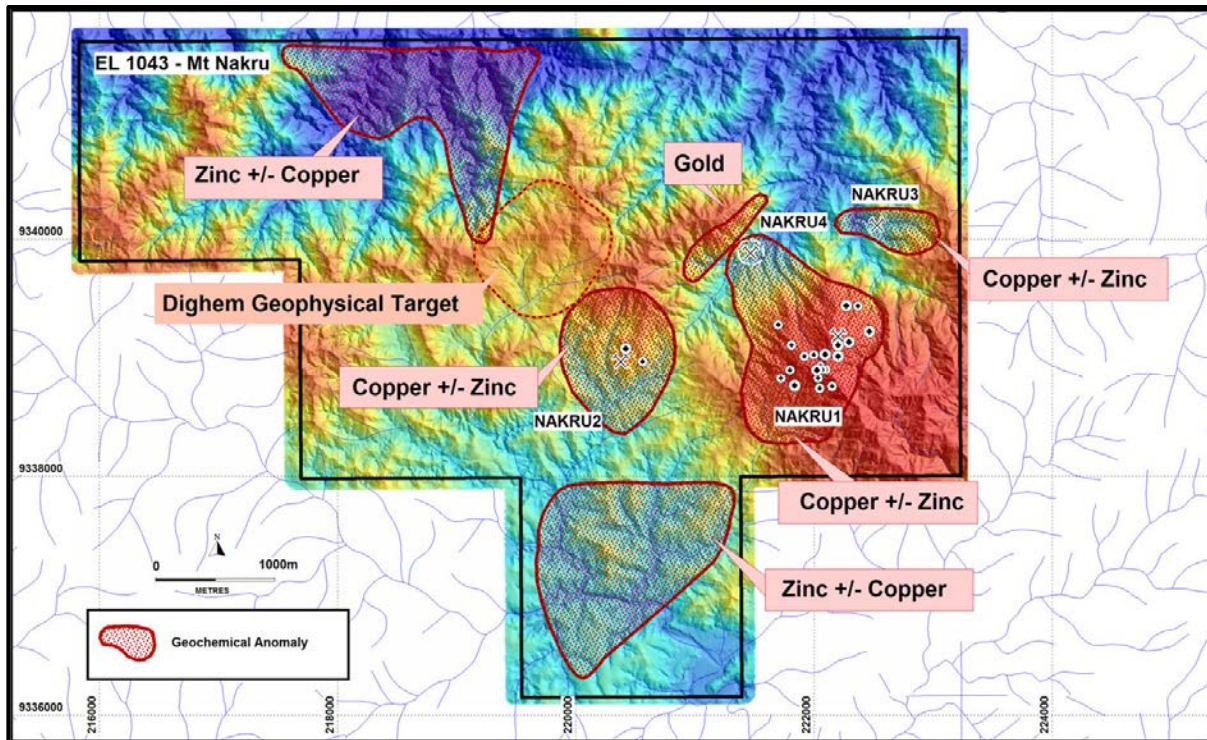 EL 1043 - Mt Nakru
Zinc +/- Copper
Gold
NAKRU3
NAKRU4
9340000
Copper +/- Zinc
Dighem Geophysical Target
Copper +/- Zinc
NAKRU2
NAKRU1
9338000
Copper +/- Zinc
N
0
1000m
METRES
Zinc +/- Copper
Geochemical Anomaly
9336000
216000
218000
220000
222000
224000